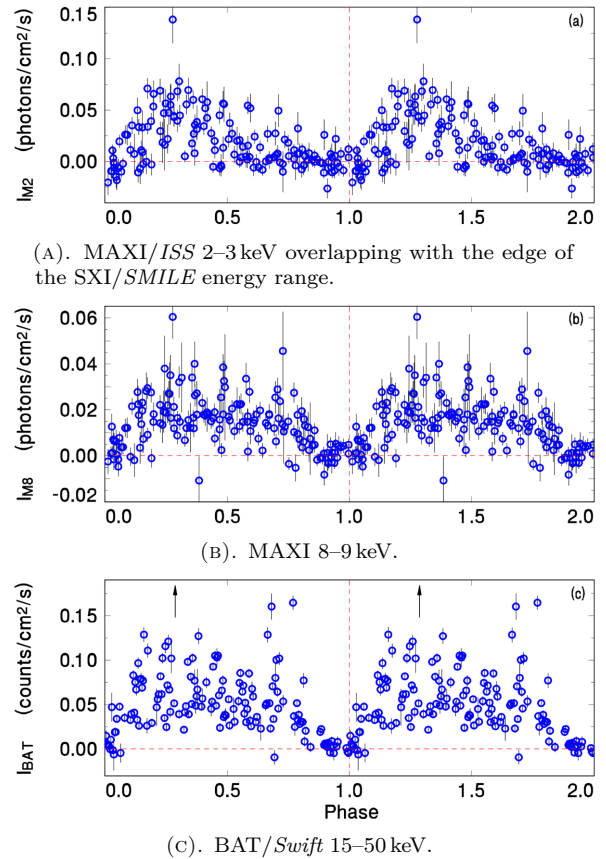 0.15
(a)
0.10
0.05
0.00
I_M2 (photons/cm²/s)
0.0 0.5 1.0 1.5 2.0
(A). MAXI/ISS 2–3 keV overlapping with the edge of
the SXI/SMILE energy range.
0.06
(b)
0.04
0.02
0.00
-0.02
I_M8 (photons/cm²/s)
0.0 0.5 1.0 1.5 2.0
(B). MAXI 8–9 keV.
(c)
0.15
0.10
0.05
0.00
I_BAT (counts/cm²/s)
0.0 0.5 1.0 1.5 2.0
Phase
(C). BAT/Swift 15–50 keV.